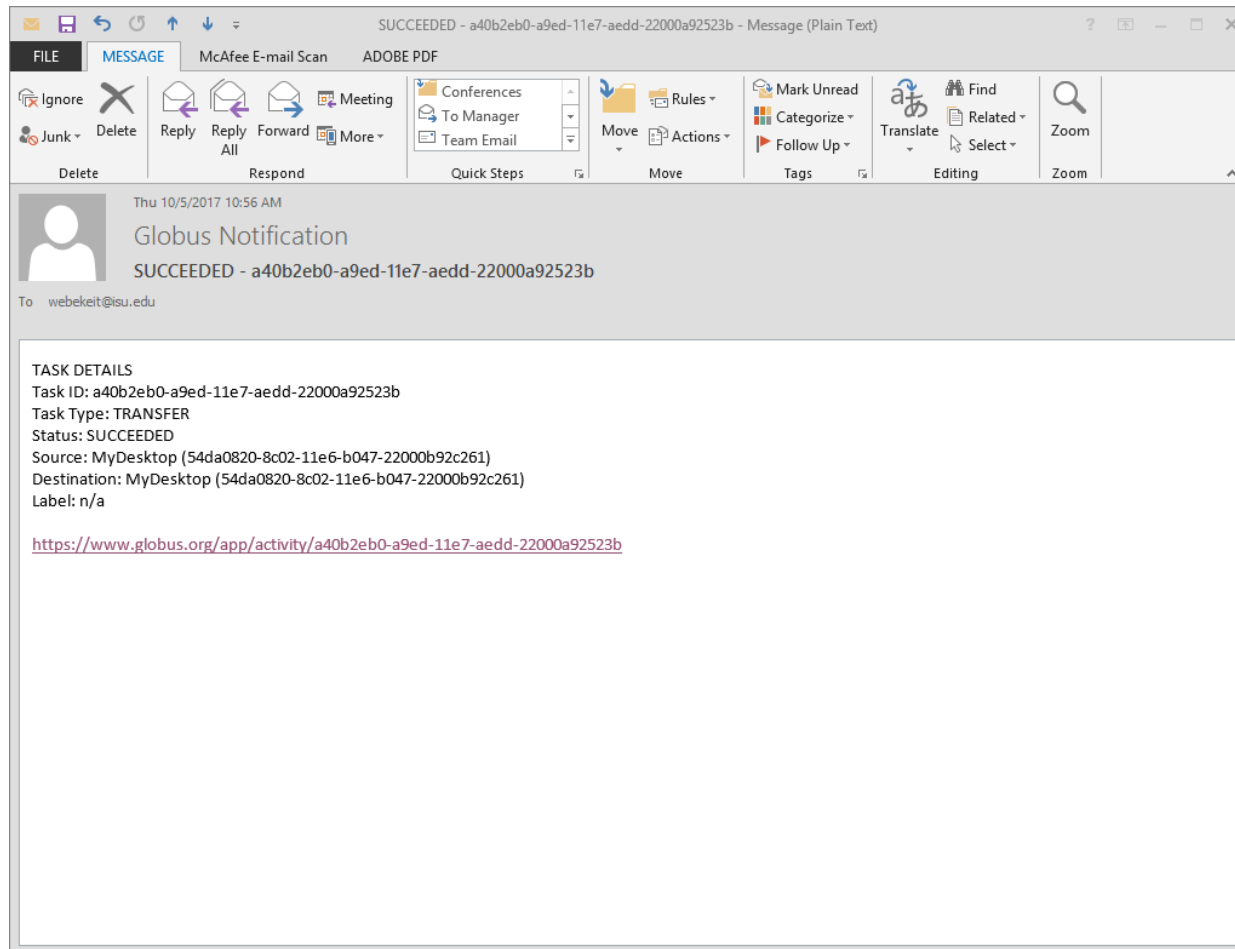 SUCCEEDED - a40b2eb0-a9ed-11e7-aedd-22000a92523b - Message (Plain Text)
FILE MESSAGE McAfee E-mail Scan ADOBE PDF
Ignore
Junk
Delete
Delete
Reply
Reply All
Forward
Meeting
More
Respond
Conferences
To Manager
Team Email
Quick Steps
Move
Rules
Actions
Move
Mark Unread
Categorize
Follow Up
Tags
Translate
Find
Related
Select
Editing
Zoom
Zoom
Thu 10/5/2017 10:56 AM
Globus Notification
SUCCEEDED - a40b2eb0-a9ed-11e7-aedd-22000a92523b
To webekeit@isu.edu
TASK DETAILS
Task ID: a40b2eb0-a9ed-11e7-aedd-22000a92523b
Task Type: TRANSFER
Status: SUCCEEDED
Source: MyDesktop (54da0820-8c02-11e6-b047-22000b92c261)
Destination: MyDesktop (54da0820-8c02-11e6-b047-22000b92c261)
Label: n/a
https://www.globus.org/app/activity/a40b2eb0-a9ed-11e7-aedd-22000a92523b